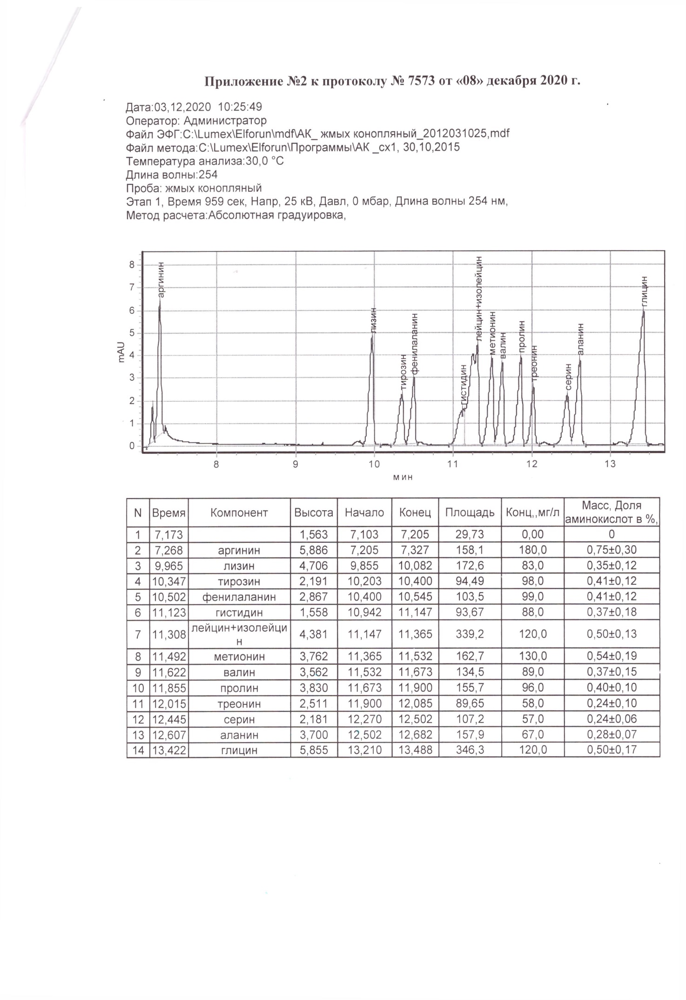 Приложение №2 к протоколу № 7573 от «08» декабря 2020 г.
Дата:03,12,2020  10:25:49
Оператор: Администратор
Файл ЭФГ:C:\Lumex\Elforun\mdf\АК_ жмых конопляный_2012031025,mdf
Файл метода:C:\Lumex\Elforun\Программы\АК _сх1, 30,10,2015
Температура анализа:30,0 °C
Длина волны:254
Проба: жмых конопляный
Этап 1, Время 959 сек, Напр, 25 кВ, Давл, 0 мбар, Длина волны 254 нм,
Метод расчета:Абсолютная градуировка,
mAU
8
7
6
5
4
3
2
1
0
аргинин
лизин
тирозин
фенилаланин
гистидин
лейцин+изолейцин
метионин
валин
пролин
треонин
серин
аланин
глицин
8 9 10 11 12 13
мин
N Время Компонент Высота Начало Конец Площадь Конц,,мг/л Масс, Доля
аминокислот в %,
1 7,173 1,563 7,103 7,205 29,73 0,00 0
2 7,268 аргинин 5,886 7,205 7,327 158,1 180,0 0,75±0,30
3 9,965 лизин 4,706 9,855 10,082 172,6 83,0 0,35±0,12
4 10,347 тирозин 2,191 10,203 10,400 94,49 98,0 0,41±0,12
5 10,502 фенилаланин 2,867 10,400 10,545 103,5 99,0 0,41±0,12
6 11,123 гистидин 1,558 10,942 11,147 93,67 88,0 0,37±0,18
7 11,308 лейцин+изолейци
н 4,381 11,147 11,365 339,2 120,0 0,50±0,13
8 11,492 метионин 3,762 11,365 11,532 162,7 130,0 0,54±0,19
9 11,622 валин 3,562 11,532 11,673 134,5 89,0 0,37±0,15
10 11,855 пролин 3,830 11,673 11,900 155,7 96,0 0,40±0,10
11 12,015 треонин 2,511 11,900 12,085 89,65 58,0 0,24±0,10
12 12,445 серин 2,181 12,270 12,502 107,2 57,0 0,24±0,06
13 12,607 аланин 3,700 12,502 12,682 157,9 67,0 0,28±0,07
14 13,422 глицин 5,855 13,210 13,488 346,3 120,0 0,50±0,17